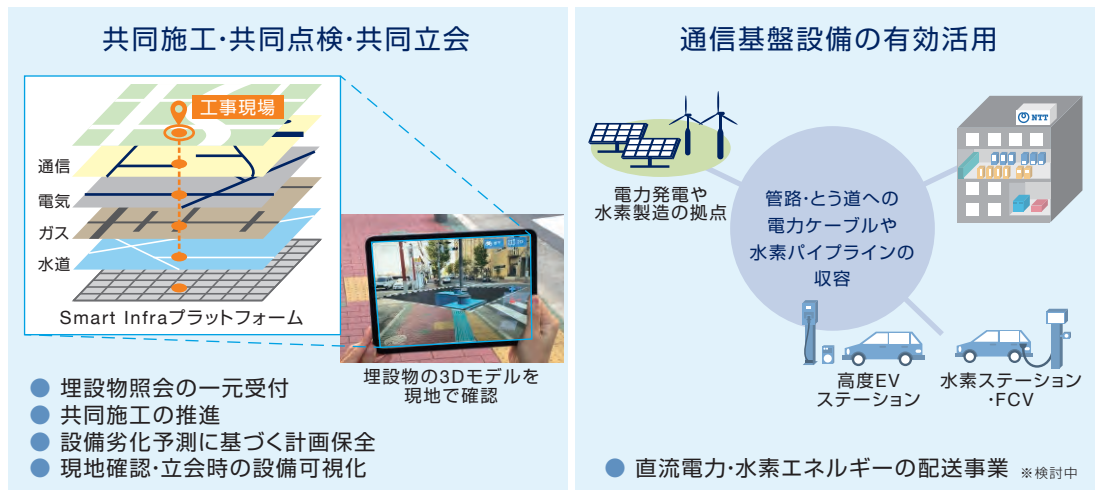 共同施工・共同点検・共同立会
工事現場
通信
電気
ガス
水道
Smart Infraプラットフォーム
埋設物の3Dモデルを
現地で確認
● 埋設物照会の一元受付
● 共同施工の推進
● 設備劣化予測に基づく計画保全
● 現地確認・立会時の設備可視化
通信基盤設備の有効活用
NTT
電力発電や
水素製造の拠点
管路・とう道への
電力ケーブルや
水素パイプラインの
収容
高度EV
ステーション
水素ステーション
・FCV
● 直流電力・水素エネルギーの配送事業 ※検討中